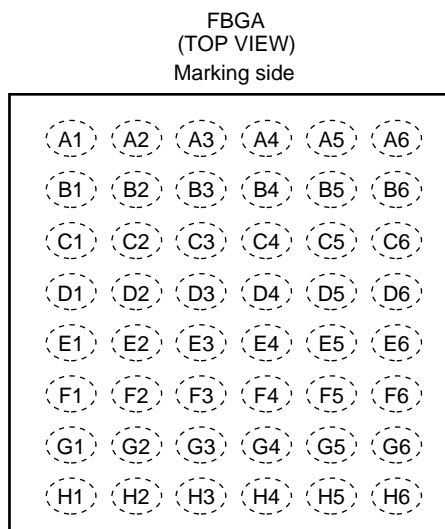 FBGA
(TOP VIEW)
Marking side
A1 A2 A3 A4 A5 A6
B1 B2 B3 B4 B5 B6
C1 C2 C3 C4 C5 C6
D1 D2 D3 D4 D5 D6
E1 E2 E3 E4 E5 E6
F1 F2 F3 F4 F5 F6
G1 G2 G3 G4 G5 G6
H1 H2 H3 H4 H5 H6